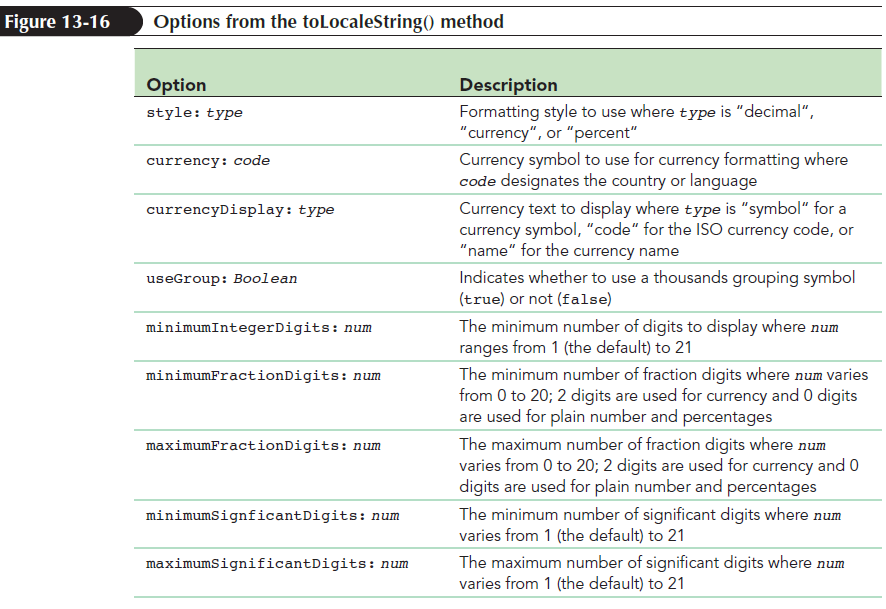 Figure 13-16 Options from the toLocaleString() method
Option Description
style: type Formatting style to use where type is “decimal“,
“currency“, or “percent“
currency: code Currency symbol to use for currency formatting where
code designates the country or language
currencyDisplay: type Currency text to display where type is “symbol“ for a
currency symbol, “code“ for the ISO currency code, or
“name“ for the currency name
useGroup: Boolean Indicates whether to use a thousands grouping symbol
(true) or not (false)
minimumIntegerDigits: num The minimum number of digits to display where num
ranges from 1 (the default) to 21
minimumFractionDigits: num The minimum number of fraction digits where num varies
from 0 to 20; 2 digits are used for currency and 0 digits
are used for plain number and percentages
maximumFractionDigits: num The maximum number of fraction digits where num
varies from 0 to 20; 2 digits are used for currency and 0
digits are used for plain number and percentages
minimumSignficantDigits: num The minimum number of significant digits where num
varies from 1 (the default) to 21
maximumSignificantDigits: num The maximum number of significant digits where num
varies from 1 (the default) to 21